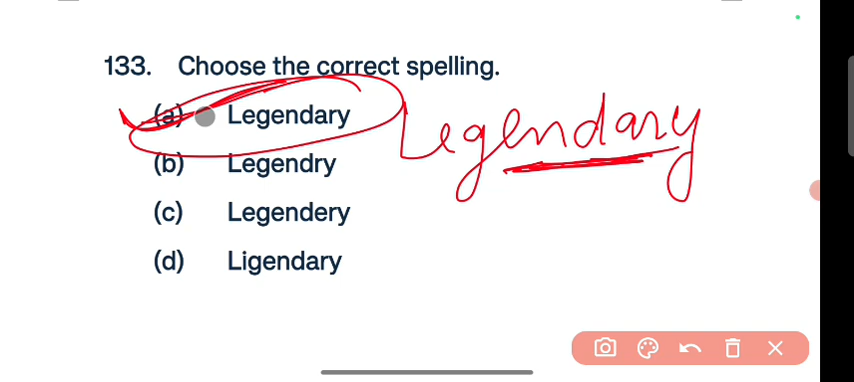 133. Choose the correct spelling.
(a) Legendary
Legendary
(b) Legendry
(c) Legendery
(d) Ligendary